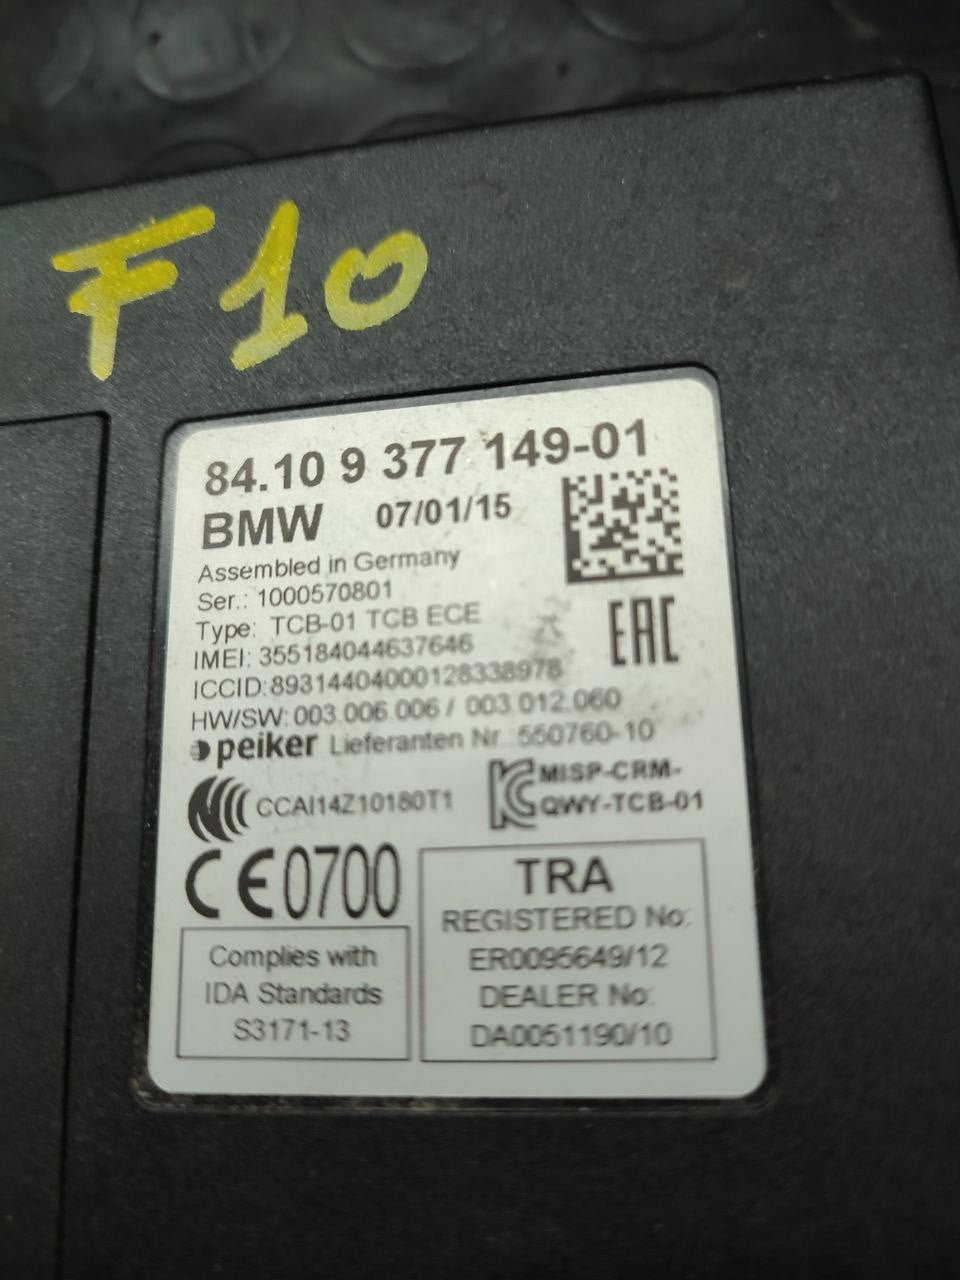 F10
84.10 9 377 149-01
BMW 07/01/15
Assembled in Germany
Ser.: 1000570801
Type: TCB-01 TCB ECE
EAC
IMEI: 355184044637646
ICCID:89314404000128338978
HW/SW: 003.006.006 / 003.012.060
peiker Lieferanten Nr. 550760-10
CCAI14Z10180T1
MISP-CRM-
QWY-TCB-01
CE0700
Complies with
IDA Standards
S3171-13
TRA
REGISTERED No:
ER0095649/12
DEALER No:
DA0051190/10